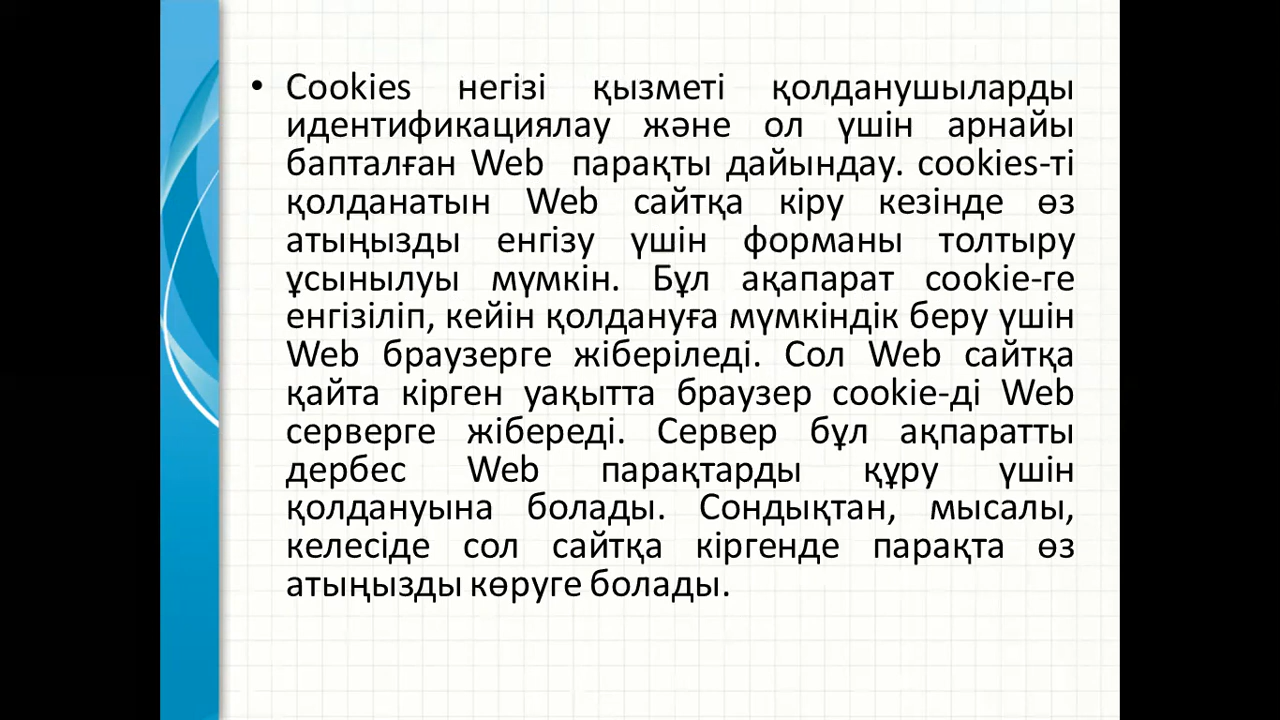 • Cookies негізі қызметі қолданушыларды
идентификациялау және ол үшін арнайы
бапталған Web парақты дайындау. cookies-ті
қолданатын Web сайтқа кіру кезінде өз
атыңызды енгізу үшін форманы толтыру
ұсынылуы мүмкін. Бұл ақапарат cookie-ге
енгізіліп, кейін қолдануға мүмкіндік беру үшін
Web браузерге жіберіледі. Сол Web сайтқа
қайта кірген уақытта браузер cookie-ді Web
серверге жібереді. Сервер бұл ақпаратты
дербес Web парақтарды құру үшін
қолдануына болады. Сондықтан, мысалы,
келесіде сол сайтқа кіргенде парақта өз
атыңызды көруге болады.